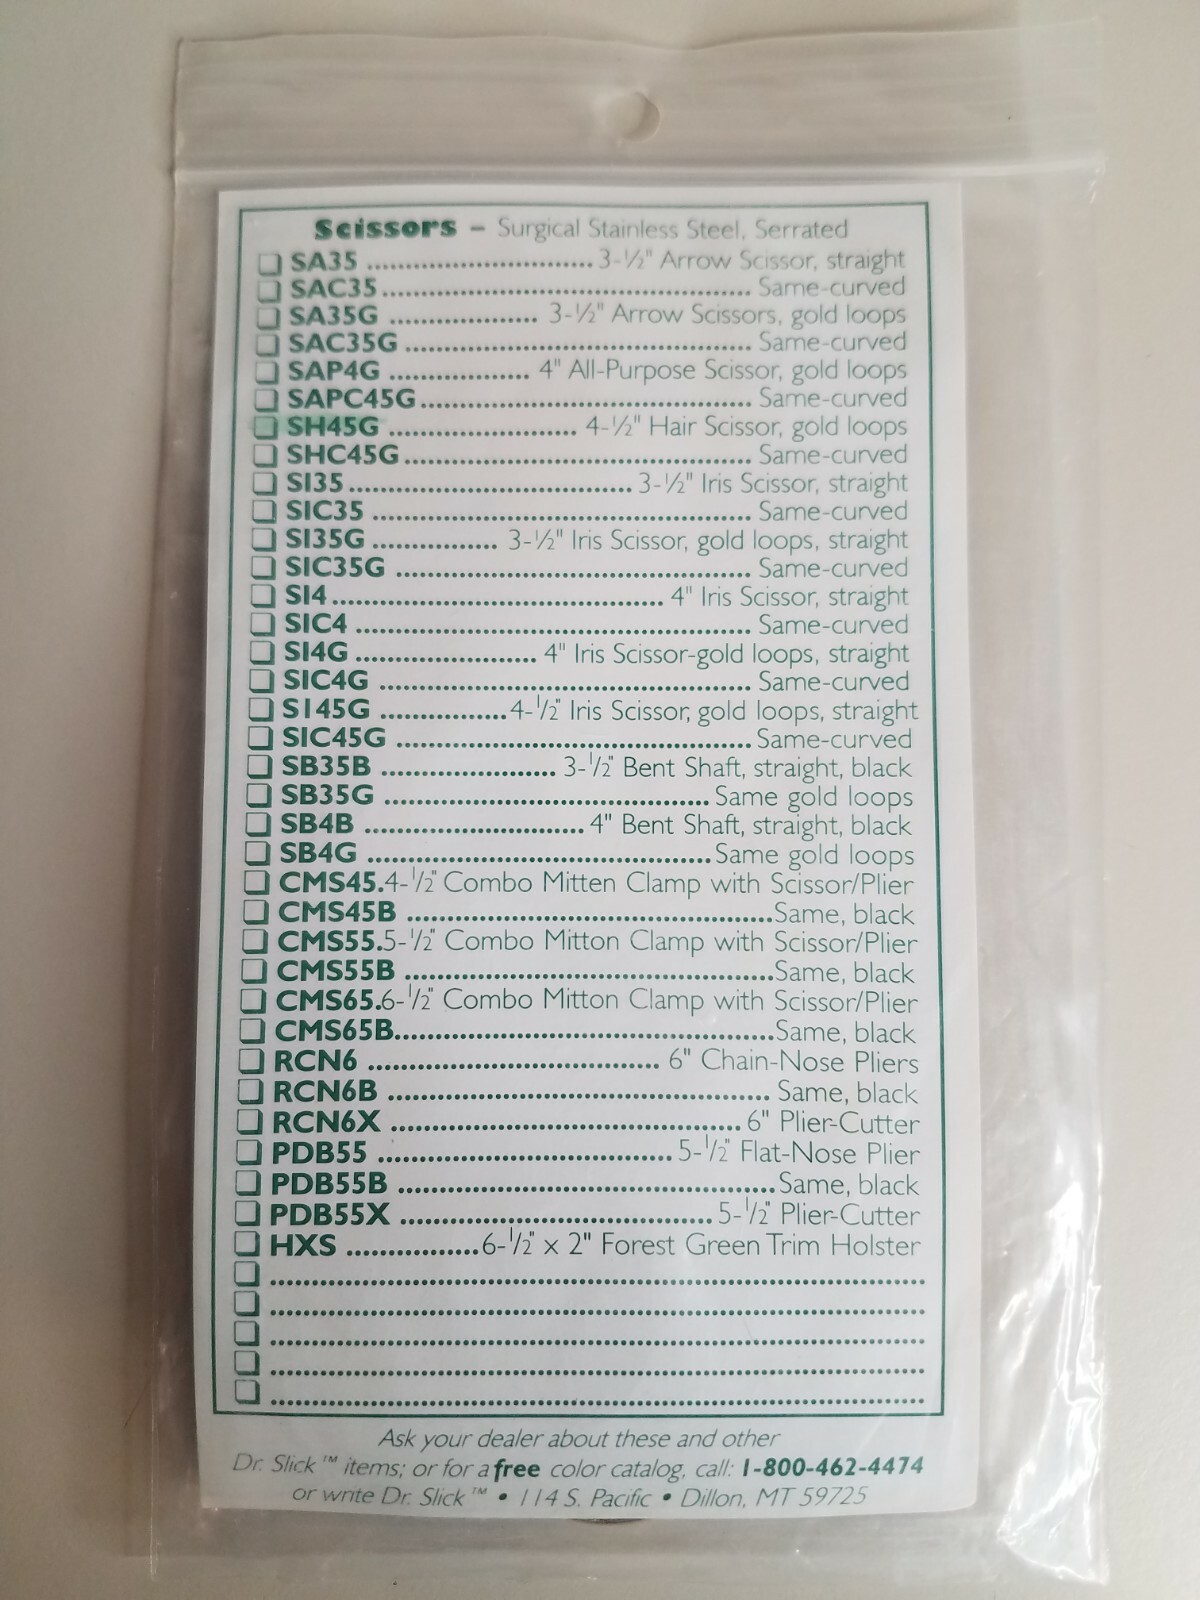 Scissors – Surgical Stainless Steel, Serrated
SA35 ............................. 3-½" Arrow Scissor, straight
SAC35 ............................................... Same-curved
SA35G ................... 3-½" Arrow Scissors, gold loops
SAC35G ............................................ Same-curved
SAP4G .................. 4" All-Purpose Scissor, gold loops
SAPC45G .......................................... Same-curved
SH45G ........................ 4-½" Hair Scissor, gold loops
SHC45G ............................................ Same-curved
SI35 .................................... 3-½" Iris Scissor, straight
SIC35 ................................................ Same-curved
SI35G ................ 3-½" Iris Scissor, gold loops, straight
SIC35G ............................................. Same-curved
SI4 .......................................... 4" Iris Scissor, straight
SIC4 .................................................. Same-curved
SI4G ....................... 4" Iris Scissor-gold loops, straight
SIC4G ............................................... Same-curved
S145G ................4-½" Iris Scissor, gold loops, straight
SIC45G ............................................. Same-curved
SB35B ...................... 3-½" Bent Shaft, straight, black
SB35G ......................................... Same gold loops
SB4B ............................ 4" Bent Shaft, straight, black
SB4G ........................................... Same gold loops
CMS45.4-½" Combo Mitten Clamp with Scissor/Plier
CMS45B ..............................................Same, black
CMS55.5-½" Combo Mitton Clamp with Scissor/Plier
CMS55B ..............................................Same, black
CMS65.6-½" Combo Mitton Clamp with Scissor/Plier
CMS65B...............................................Same, black
RCN6 ..................................... 6" Chain-Nose Pliers
RCN6B ................................................ Same, black
RCN6X ............................................ 6" Plier-Cutter
PDB55 ..................................... 5-½" Flat-Nose Plier
PDB55B ...............................................Same, black
PDB55X ....................................... 5-½" Plier-Cutter
HXS .................6-½" x 2" Forest Green Trim Holster
Ask your dealer about these and other
Dr. Slick ™ items; or for a free color catalog, call: 1-800-462-4474
or write Dr. Slick ™ • 114 S. Pacific • Dillon, MT 59725